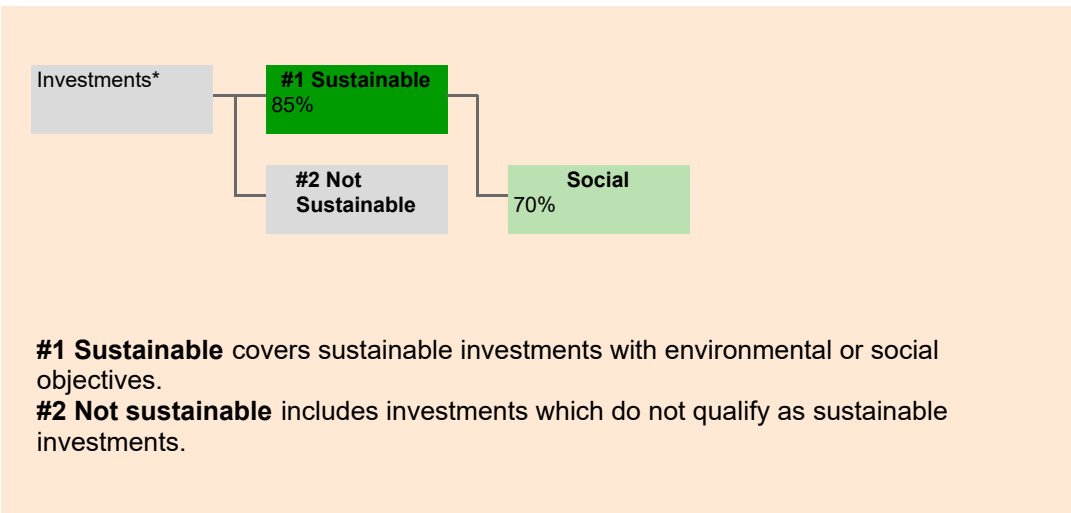 Investments*
#1 Sustainable
85%
#2 Not
Sustainable
Social
70%
#1 Sustainable covers sustainable investments with environmental or social
objectives.
#2 Not sustainable includes investments which do not qualify as sustainable
investments.